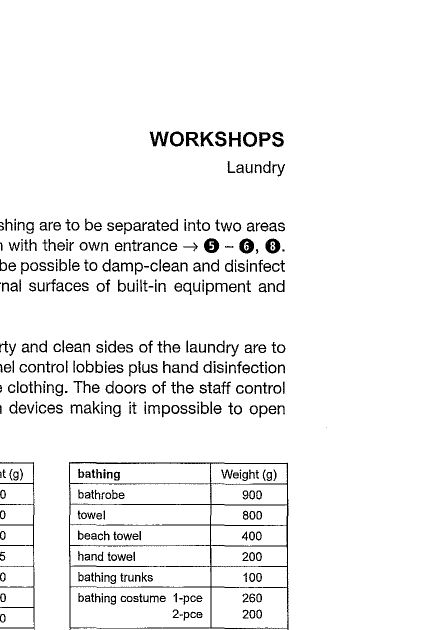 WORKSHOPS
Laundry
shing are to be separated into two areas
with their own entrance → ❺ – ❻, ❽.
be possible to damp-clean and disinfect
rnal surfaces of built-in equipment and
rty and clean sides of the laundry are to
nel control lobbies plus hand disinfection
e clothing. The doors of the staff control
devices making it impossible to open
t (g)
0
0
0
5
0
0
0
bathing Weight (g)
bathrobe 900
towel 800
beach towel 400
hand towel 200
bathing trunks 100
bathing costume 1-pce 260
2-pce 200